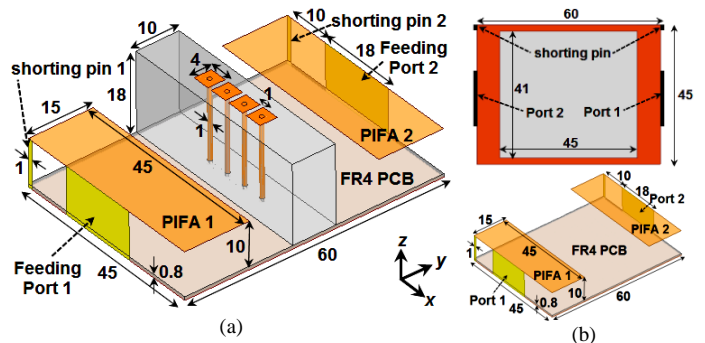 10
shorting pin 2
10
18
Feeding
Port 2
shorting pin 1
4
18
1
15
1
PIFA 2
45
1
FR4 PCB
PIFA 1
10
Feeding
Port 1
45
0.8
60
z
y
x
(a)
60
shorting pin
41
Port 2
Port 1
45
45
10
18
Port 2
15
PIFA 2
45
FR4 PCB
1
PIFA 1
10
Port 1
45
0.8
60
(b)